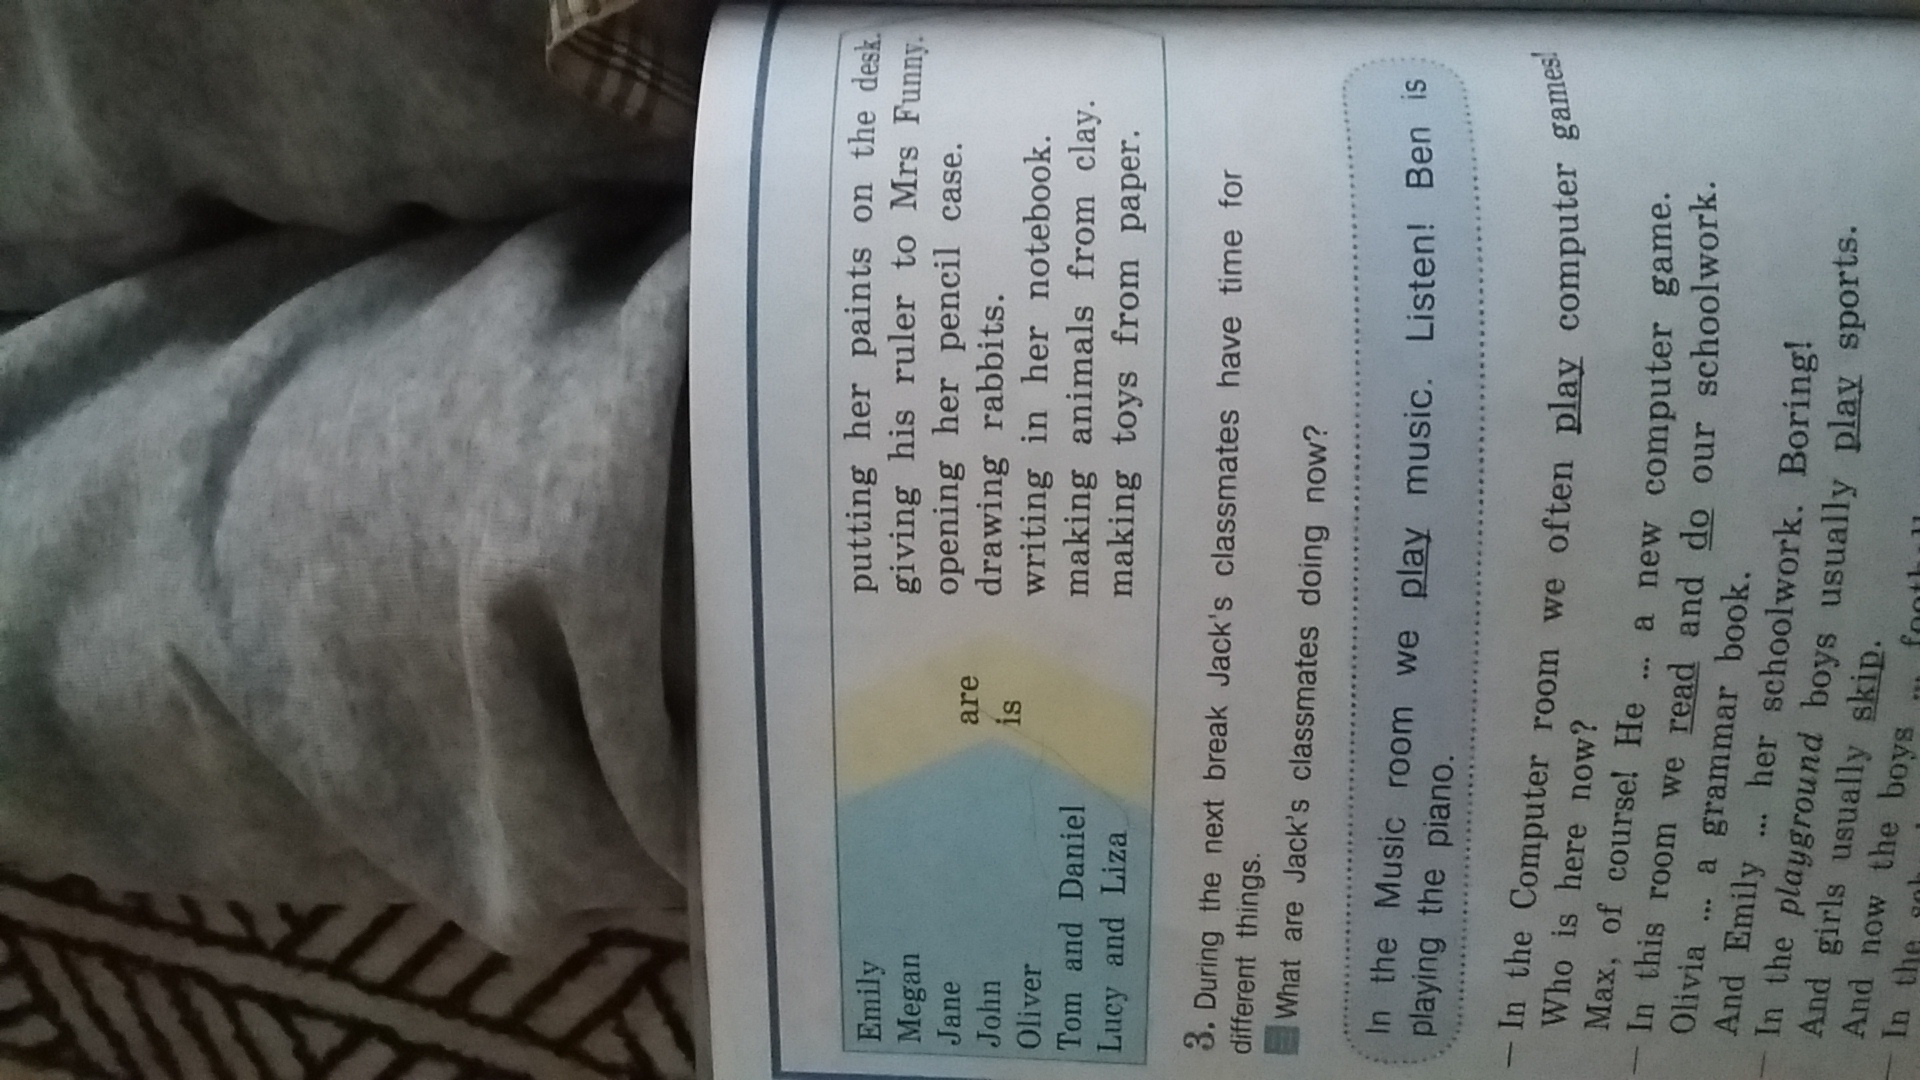 Emily
Megan
Jane
John
Oliver
Tom and Daniel
Lucy and Liza
are
is
putting her paints on the desk.
giving his ruler to Mrs Funny.
opening her pencil case.
drawing rabbits.
writing in her notebook.
making animals from clay.
making toys from paper.
3. During the next break Jack's classmates have time for
different things.
What are Jack's classmates doing now?
In the Music room we play music. Listen! Ben is
playing the piano.
— In the Computer room we often play computer games!
Who is here now?
Max, of course! He ... a new computer game.
— In this room we read and do our schoolwork.
Olivia ... a grammar book.
And Emily ... her schoolwork. Boring!
— In the playground boys usually play sports.
And girls usually skip.
And now the boys
— In the